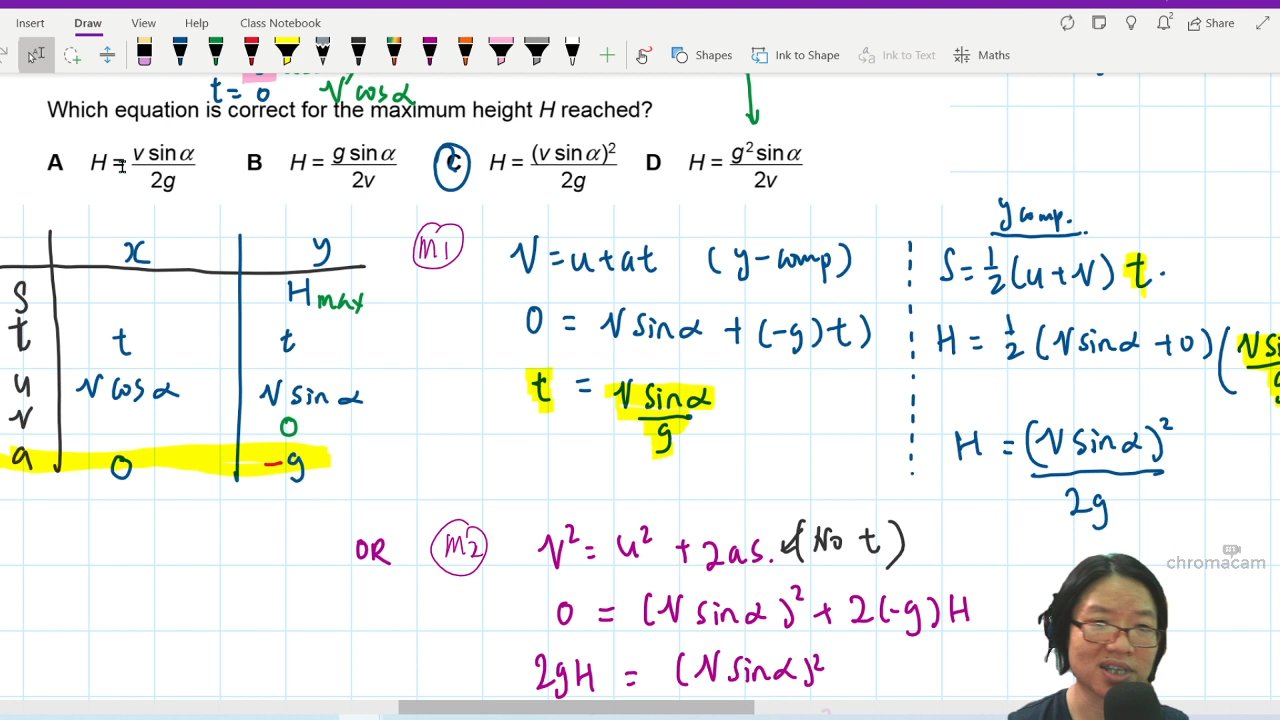 Insert Draw View Help Class Notebook Share
Shapes Ink to Shape Ink to Text Maths
t = 0 v cos α
Which equation is correct for the maximum height H reached?
A H = v sin α / 2g B H = g sin α / 2v C H = (v sin α)² / 2g D H = g² sin α / 2v
x y
S H max
t t t
u v cos α v sin α
v 0
a 0 -g
M1 v = u + at (y-comp)
0 = v sin α + (-g) t)
t = v sin α / g
y comp.
S = 1/2 (u + v) t.
H = 1/2 (v sin α + 0) (
H = (v sin α)² / 2g
OR M2 v² = u² + 2as. (No t)
0 = (v sin α)² + 2(-g)H
2gH = (v sin α)²
chromacam